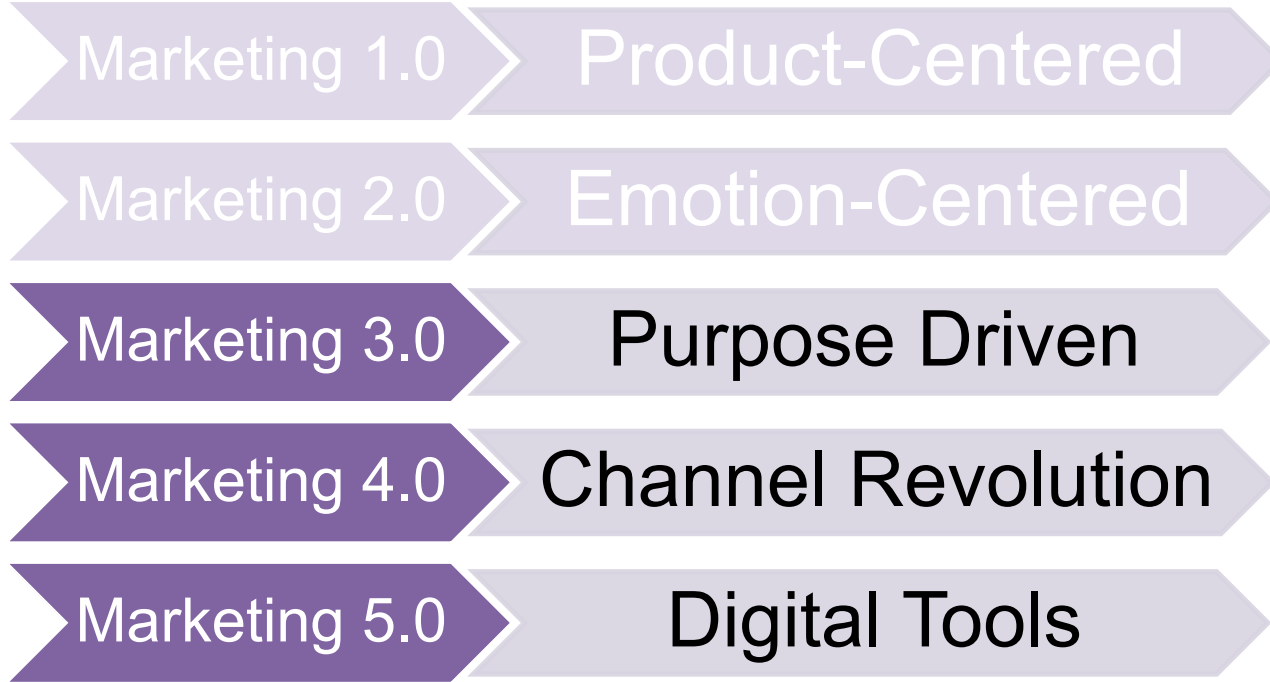 Marketing 1.0 Product-Centered
Marketing 2.0 Emotion-Centered
Marketing 3.0 Purpose Driven
Marketing 4.0 Channel Revolution
Marketing 5.0 Digital Tools